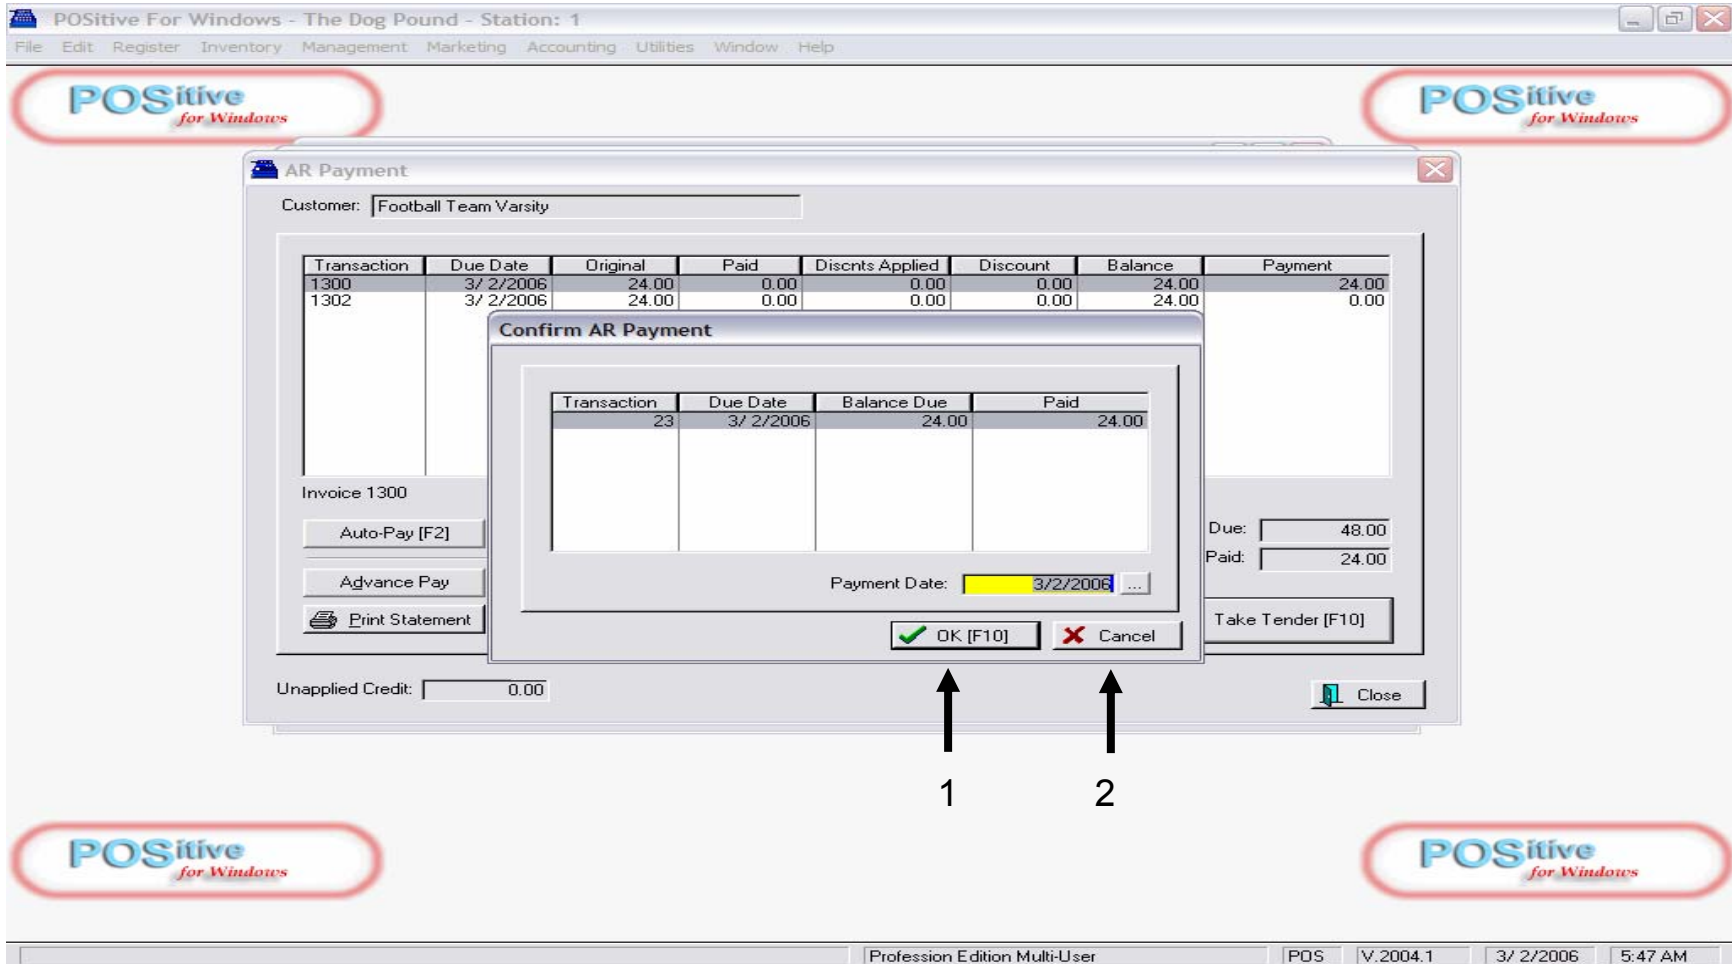 POSitive For Windows - The Dog Pound - Station: 1
File Edit Register Inventory Management Marketing Accounting Utilities Window Help
POSitive for Windows
POSitive for Windows
AR Payment
Customer: Football Team Varsity
Transaction Due Date Original Paid Discnts Applied Discount Balance Payment
1300 3/ 2/2006 24.00 0.00 0.00 0.00 24.00 24.00
1302 3/ 2/2006 24.00 0.00 0.00 0.00 24.00 0.00
Confirm AR Payment
Transaction Due Date Balance Due Paid
23 3/ 2/2006 24.00 24.00
Payment Date: 3/2/2006 ...
OK [F10] Cancel
Invoice 1300
Auto-Pay [F2]
Advance Pay
Print Statement
Due: 48.00
Paid: 24.00
Take Tender [F10]
Unapplied Credit: 0.00
Close
1 2
POSitive for Windows
POSitive for Windows
Profession Edition Multi-User POS V.2004.1 3/ 2/2006 5:47 AM